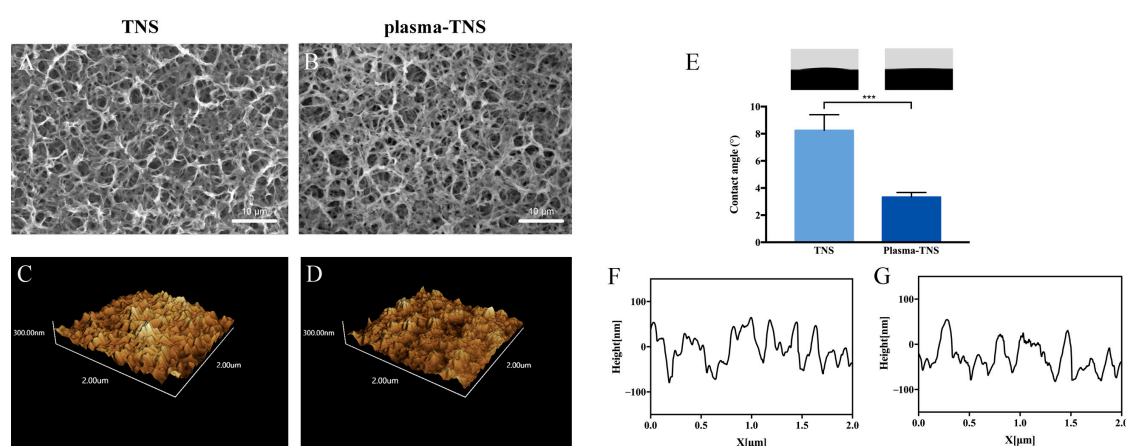 TNS
plasma-TNS
A
10 μm
B
10 μm
C
300.00nm
2.00um
2.00um
D
300.00nm
2.00um
2.00um
E
***
Contact angle (°)
10
8
6
4
2
0
TNS
Plasma-TNS
F
Height[nm]
100
0
−100
0.0
0.5
1.0
1.5
2.0
X[μm]
G
Height[nm]
100
0
−100
0.0
0.5
1.0
1.5
2.0
X[μm]